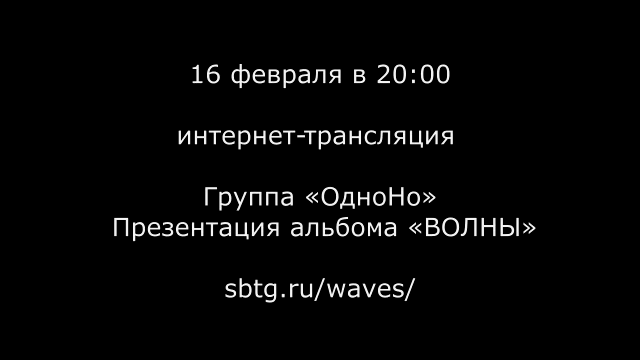 16 февраля в 20:00
интернет-трансляция
Группа «ОдноНо»
Презентация альбома «ВОЛНЫ»
sbtg.ru/waves/